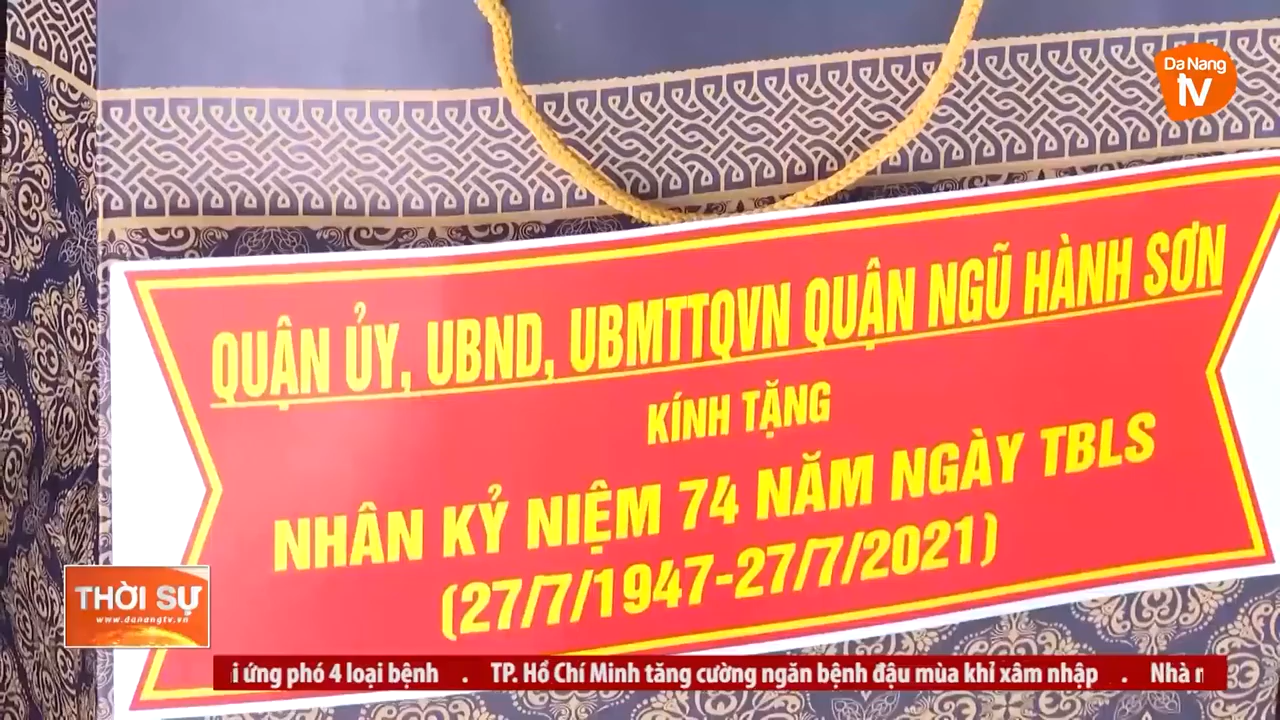 Da Nang
tv
QUẬN ỦY, UBND, UBMTTQVN QUẬN NGŨ HÀNH SƠN
KÍNH TẶNG
NHÂN KỶ NIỆM 74 NĂM NGÀY TBLS
(27/7/1947-27/7/2021)
THỜI SỰ
www.danangtv.vn
ứng phó 4 loại bệnh . TP. Hồ Chí Minh tăng cường ngăn bệnh đậu mùa khỉ xâm nhập . Nhà